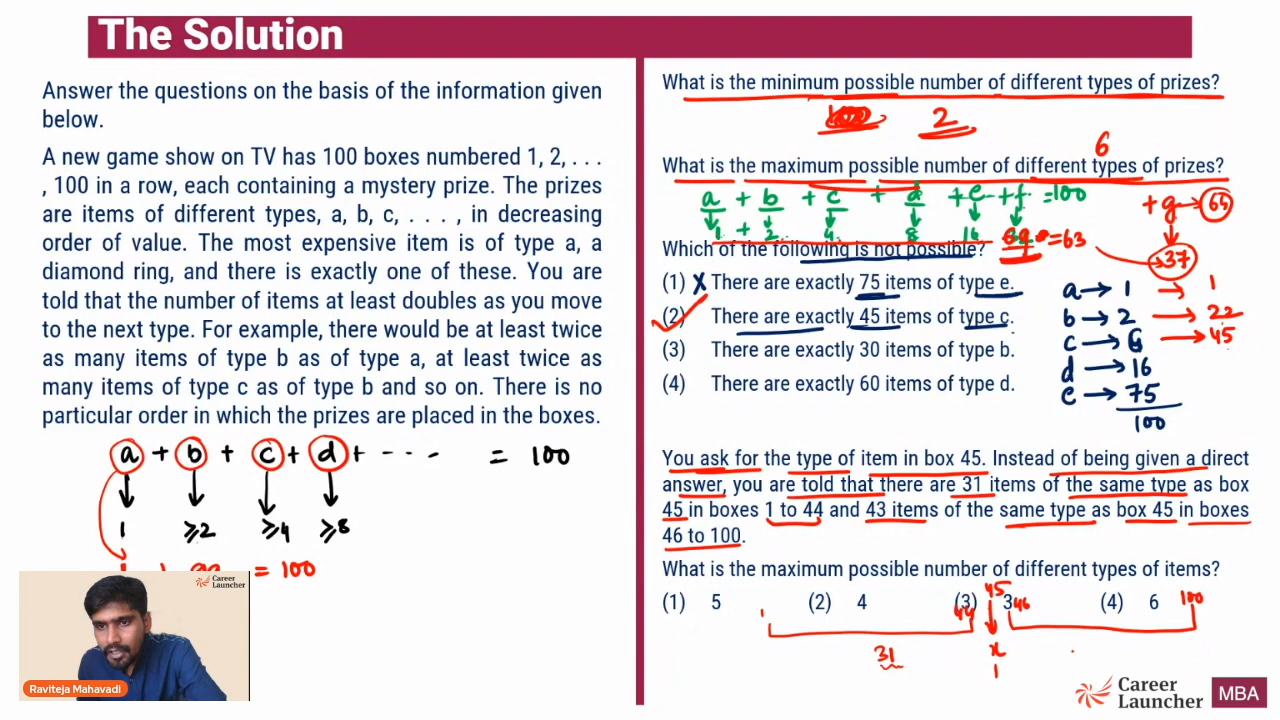 The Solution
Answer the questions on the basis of the information given
below.
A new game show on TV has 100 boxes numbered 1, 2, . . .
, 100 in a row, each containing a mystery prize. The prizes
are items of different types, a, b, c, . . . ., in decreasing
order of value. The most expensive item is of type a, a
diamond ring, and there is exactly one of these. You are
told that the number of items at least doubles as you move
to the next type. For example, there would be at least twice
as many items of type b as of type a, at least twice as
many items of type c as of type b and so on. There is no
particular order in which the prizes are placed in the boxes.
a + b + c + d + - - - = 100
1 ≥2 ≥4 ≥8
= 100
Career
Launcher
Raviteja Mahavadi
What is the minimum possible number of different types of prizes?
2
6
What is the maximum possible number of different types of prizes?
a + b + c + d + e + f = 100
+ g → 63
1 + 2 4 8 16 = 63
37
Which of the following is not possible?
(1) X There are exactly 75 items of type e.
(2) There are exactly 45 items of type c.
(3) There are exactly 30 items of type b.
(4) There are exactly 60 items of type d.
a → 1 → 1
b → 2 → 22
c → 6 → 45
d → 16
e → 75
100
You ask for the type of item in box 45. Instead of being given a direct
answer, you are told that there are 31 items of the same type as box
45 in boxes 1 to 44 and 43 items of the same type as box 45 in boxes
46 to 100.
What is the maximum possible number of different types of items?
(1) 5 (2) 4 (3) 3 (4) 6
1 44 45 46 100
31 x
1
Career
Launcher
MBA